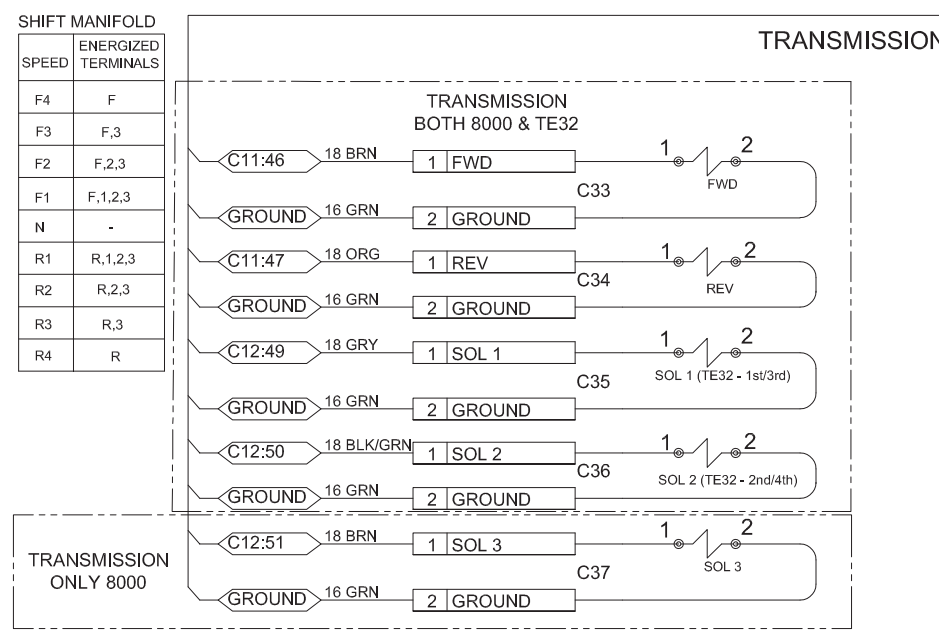 SHIFT MANIFOLD
SPEED ENERGIZED TERMINALS
F4 F
F3 F,3
F2 F,2,3
F1 F,1,2,3
N -
R1 R,1,2,3
R2 R,2,3
R3 R,3
R4 R
TRANSMISSION
TRANSMISSION
BOTH 8000 & TE32
C11:46 18 BRN 1 FWD 1 2
C33 FWD
GROUND 16 GRN 2 GROUND
C11:47 18 ORG 1 REV 1 2
C34 REV
GROUND 16 GRN 2 GROUND
C12:49 18 GRY 1 SOL 1 1 2
C35 SOL 1 (TE32 - 1st/3rd)
GROUND 16 GRN 2 GROUND
C12:50 18 BLK/GRN 1 SOL 2 1 2
C36 SOL 2 (TE32 - 2nd/4th)
GROUND 16 GRN 2 GROUND
TRANSMISSION
ONLY 8000
C12:51 18 BRN 1 SOL 3 1 2
C37 SOL 3
GROUND 16 GRN 2 GROUND